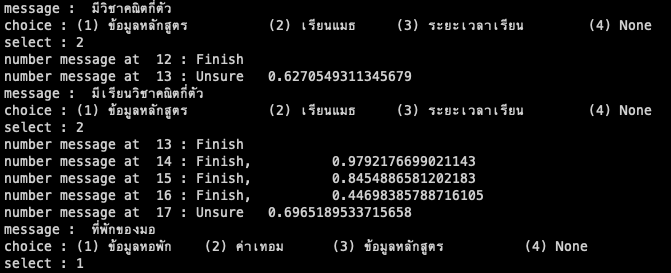 message :  มีวิชาคณิตกี่ตัว
choice : (1) ข้อมูลหลักสูตร (2) เรียนแมธ (3) ระยะเวลาเรียน (4) None
select : 2
number message at  12 : Finish
number message at  13 : Unsure   0.6270549311345679
message :  มีเรียนวิชาคณิตกี่ตัว
choice : (1) ข้อมูลหลักสูตร (2) เรียนแมธ (3) ระยะเวลาเรียน (4) None
select : 2
number message at  13 : Finish
number message at  14 : Finish, 0.9792176699021143
number message at  15 : Finish, 0.8454886581202183
number message at  16 : Finish, 0.44698385788716105
number message at  17 : Unsure   0.6965189533715658
message :  ที่พักของมอ
choice : (1) ข้อมูลหอพัก (2) ค่าเทอม (3) ข้อมูลหลักสูตร (4) None
select : 1